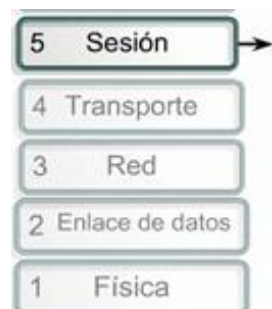 5 Sesión
4 Transporte
3 Red
2 Enlace de datos
1 Física